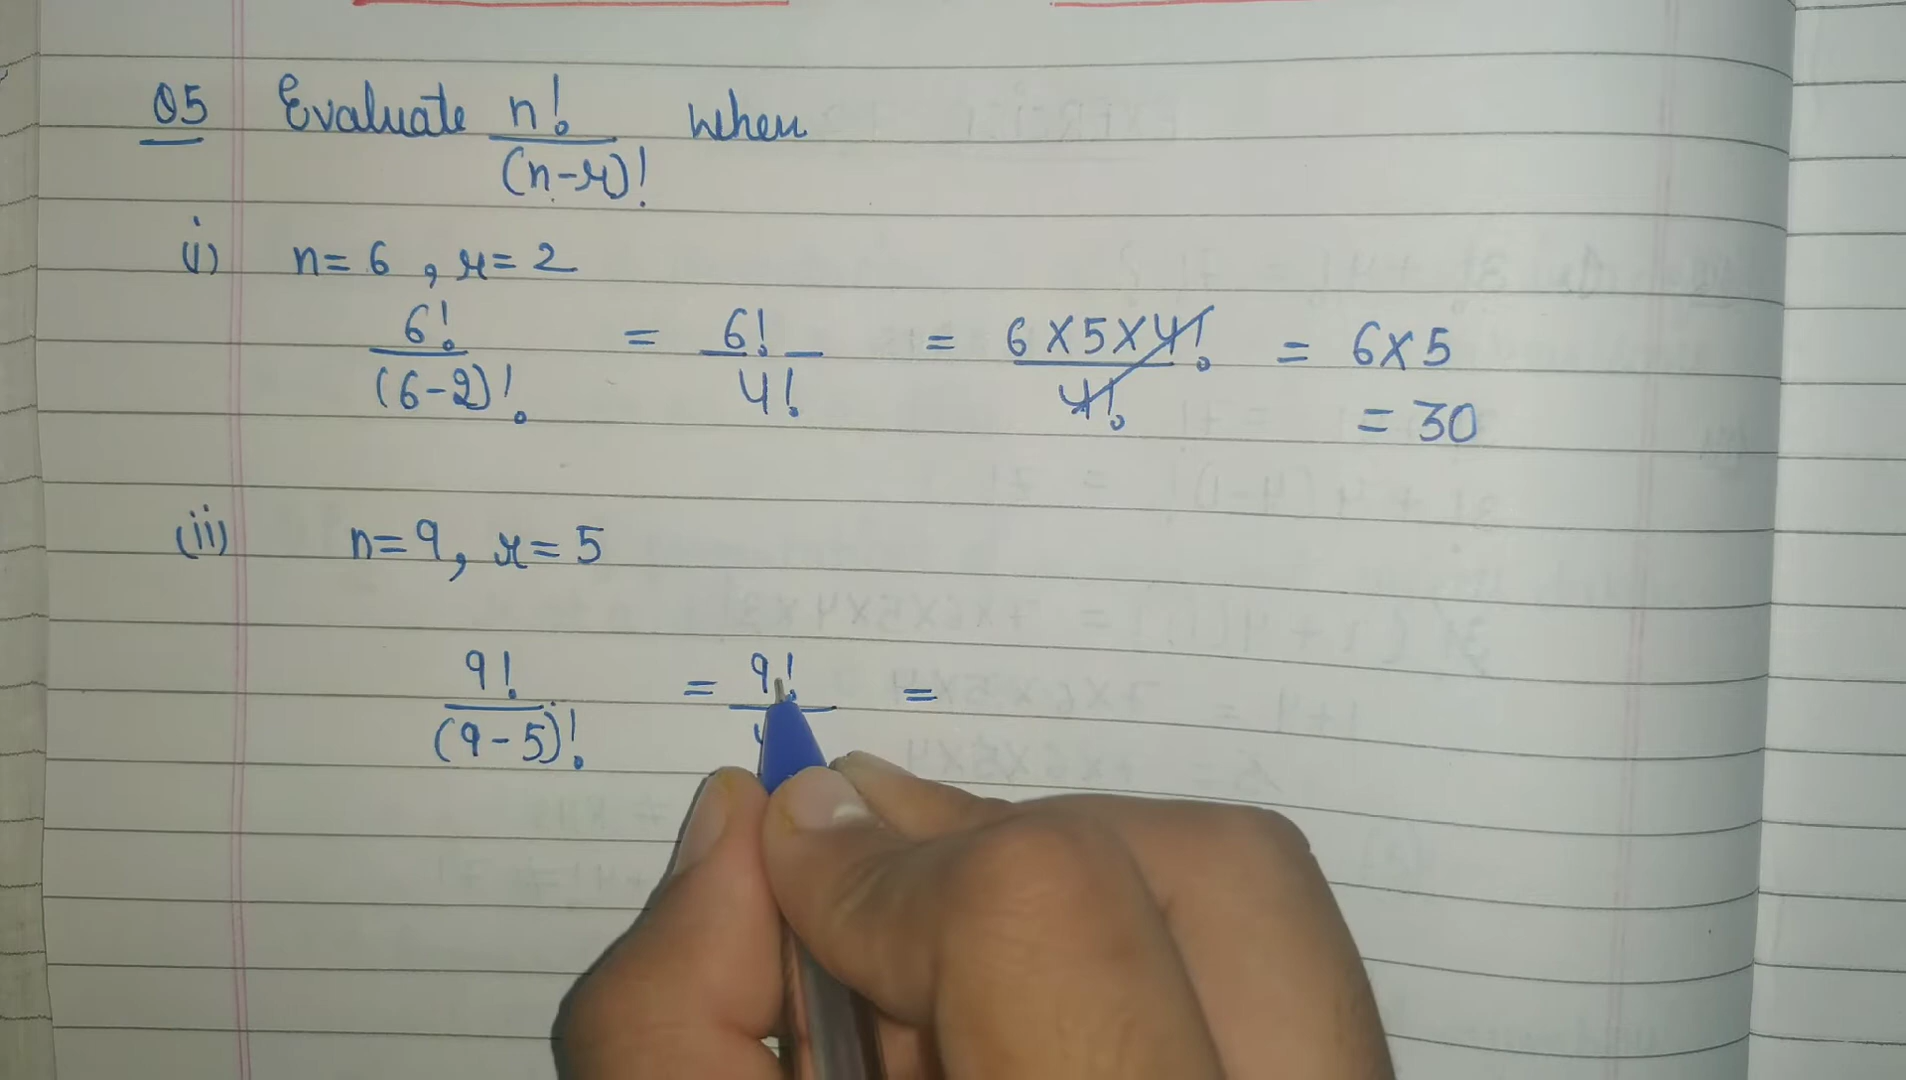 Q5 Evaluate n!/(n-r)! when
(i) n=6, r=2
6!/(6-2)! = 6!/4! = 6×5×4!/4! = 6×5
= 30
(ii) n=9, r=5
9!/(9-5)! = 9!/4 =